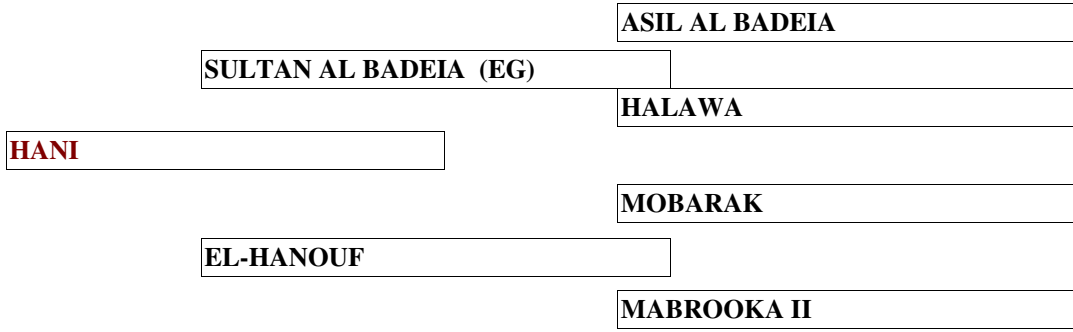 ASIL AL BADEIA
SULTAN AL BADEIA (EG)
HALAWA
HANI
MOBARAK
EL-HANOUF
MABROOKA II